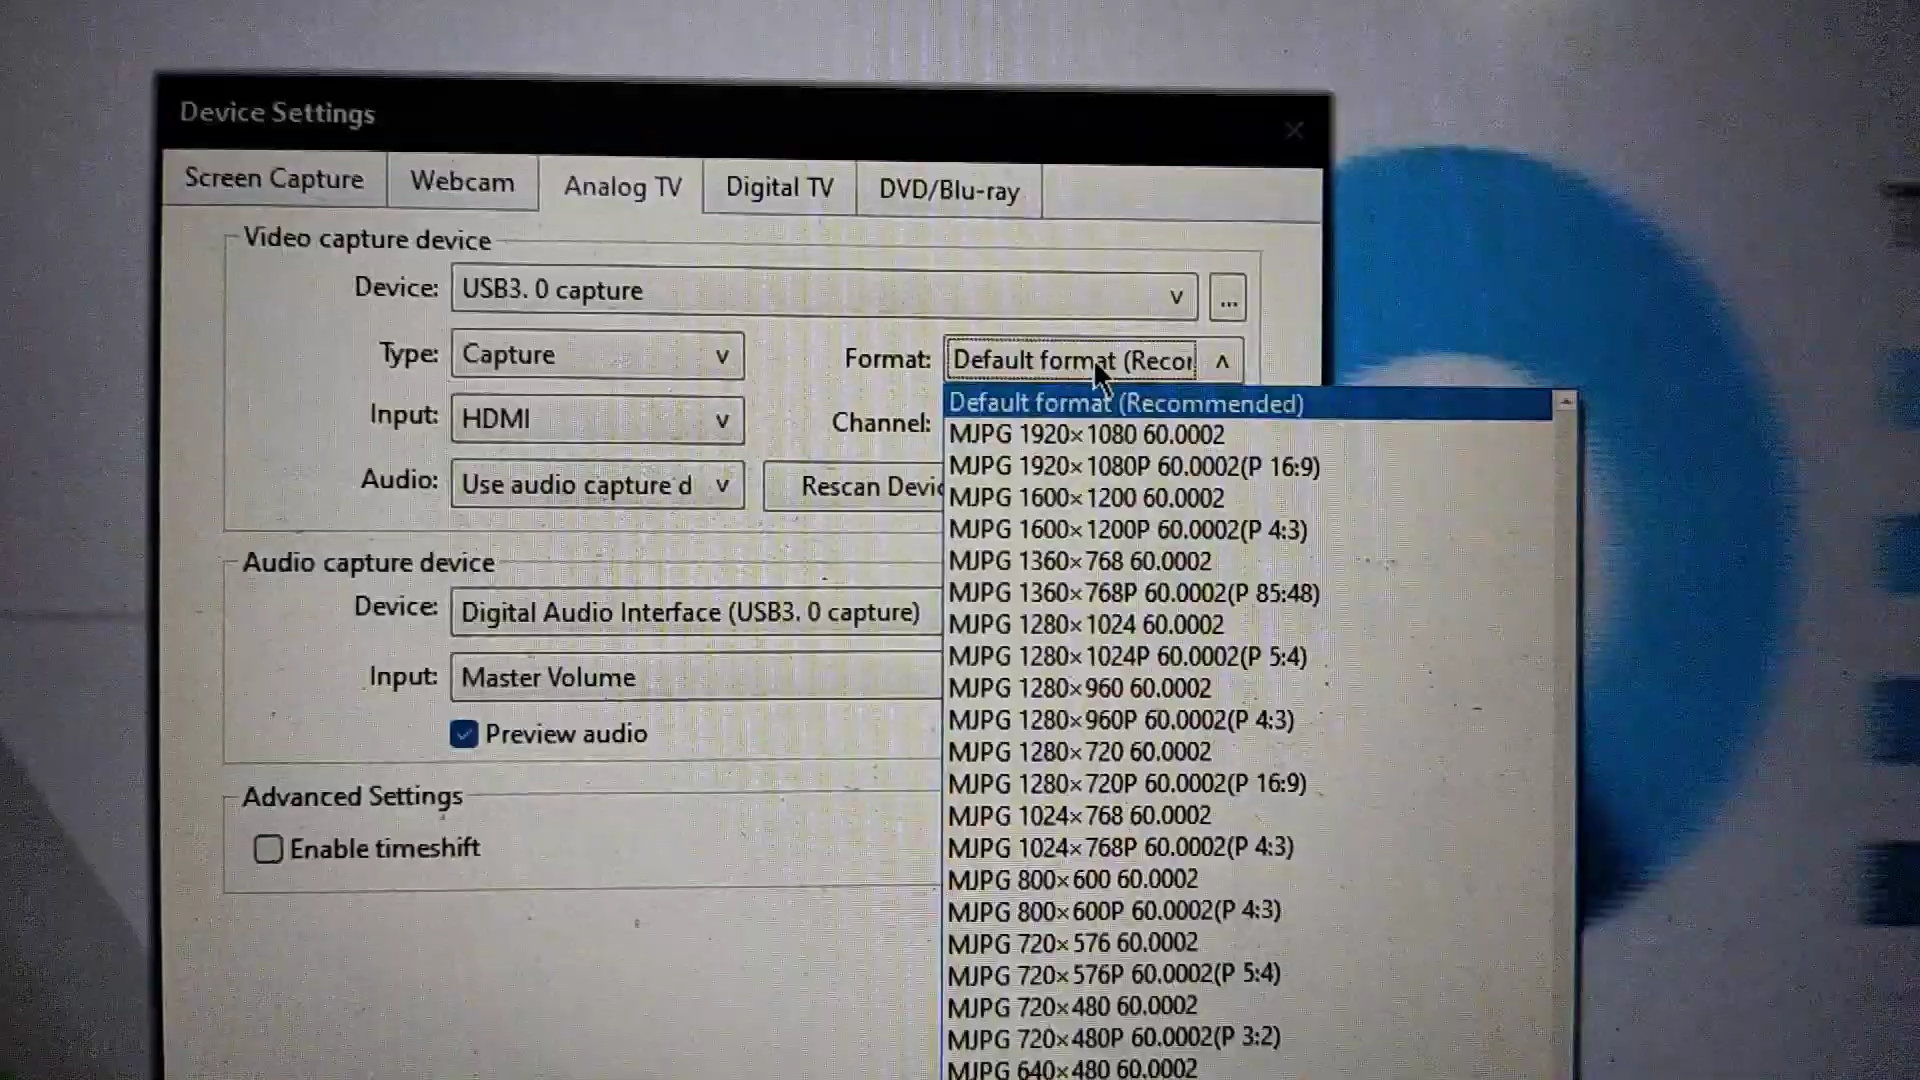 Device Settings
Screen Capture
Webcam
Analog TV
Digital TV
DVD/Blu-ray
Video capture device
Device: USB3. 0 capture
...
Type: Capture
Format: Default format (Recor
Input: HDMI
Channel:
Audio: Use audio capture d
Rescan Devic
Audio capture device
Device: Digital Audio Interface (USB3. 0 capture)
Input: Master Volume
Preview audio
Advanced Settings
Enable timeshift
Default format (Recommended)
MJPG 1920×1080 60.0002
MJPG 1920×1080P 60.0002(P 16:9)
MJPG 1600×1200 60.0002
MJPG 1600×1200P 60.0002(P 4:3)
MJPG 1360×768 60.0002
MJPG 1360×768P 60.0002(P 85:48)
MJPG 1280×1024 60.0002
MJPG 1280×1024P 60.0002(P 5:4)
MJPG 1280×960 60.0002
MJPG 1280×960P 60.0002(P 4:3)
MJPG 1280×720 60.0002
MJPG 1280×720P 60.0002(P 16:9)
MJPG 1024×768 60.0002
MJPG 1024×768P 60.0002(P 4:3)
MJPG 800×600 60.0002
MJPG 800×600P 60.0002(P 4:3)
MJPG 720×576 60.0002
MJPG 720×576P 60.0002(P 5:4)
MJPG 720×480 60.0002
MJPG 720×480P 60.0002(P 3:2)
MJPG 640×480 60.0002